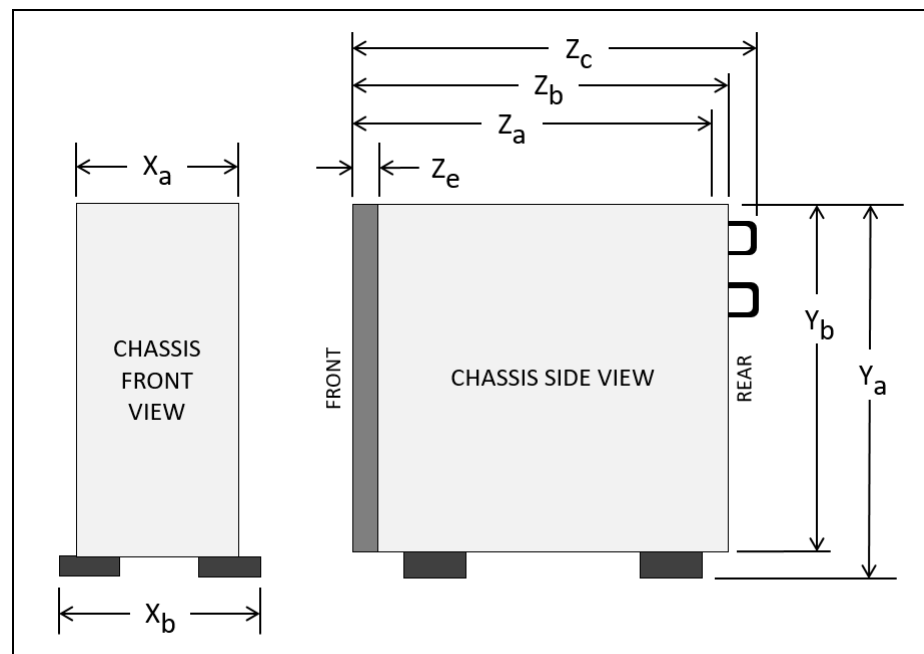 Zc
Zb
Za
Xa
Ze
CHASSIS
FRONT
VIEW
FRONT
CHASSIS SIDE VIEW
REAR
Yb
Ya
Xb